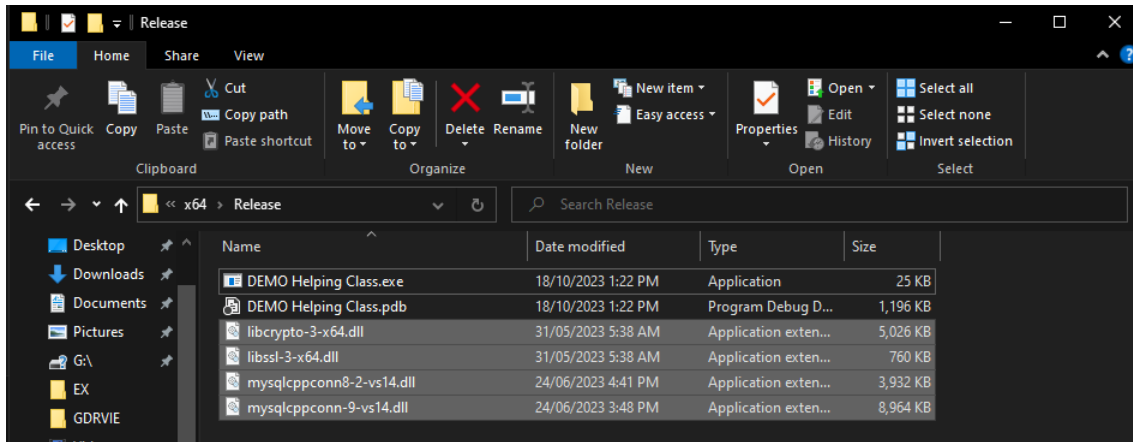 Release
File Home Share View
Pin to Quick access
Copy
Paste
Cut
Copy path
Paste shortcut
Move to
Copy to
Delete
Rename
New folder
New item
Easy access
Properties
Open
Edit
History
Select all
Select none
Invert selection
Clipboard Organize New Open Select
« x64 › Release Search Release
Desktop
Downloads
Documents
Pictures
G:\
EX
GDRVIE
Name Date modified Type Size
DEMO Helping Class.exe 18/10/2023 1:22 PM Application 25 KB
DEMO Helping Class.pdb 18/10/2023 1:22 PM Program Debug D... 1,196 KB
libcrypto-3-x64.dll 31/05/2023 5:38 AM Application exten... 5,026 KB
libssl-3-x64.dll 31/05/2023 5:38 AM Application exten... 760 KB
mysqlcppconn8-2-vs14.dll 24/06/2023 4:41 PM Application exten... 3,932 KB
mysqlcppconn-9-vs14.dll 24/06/2023 3:48 PM Application exten... 8,964 KB